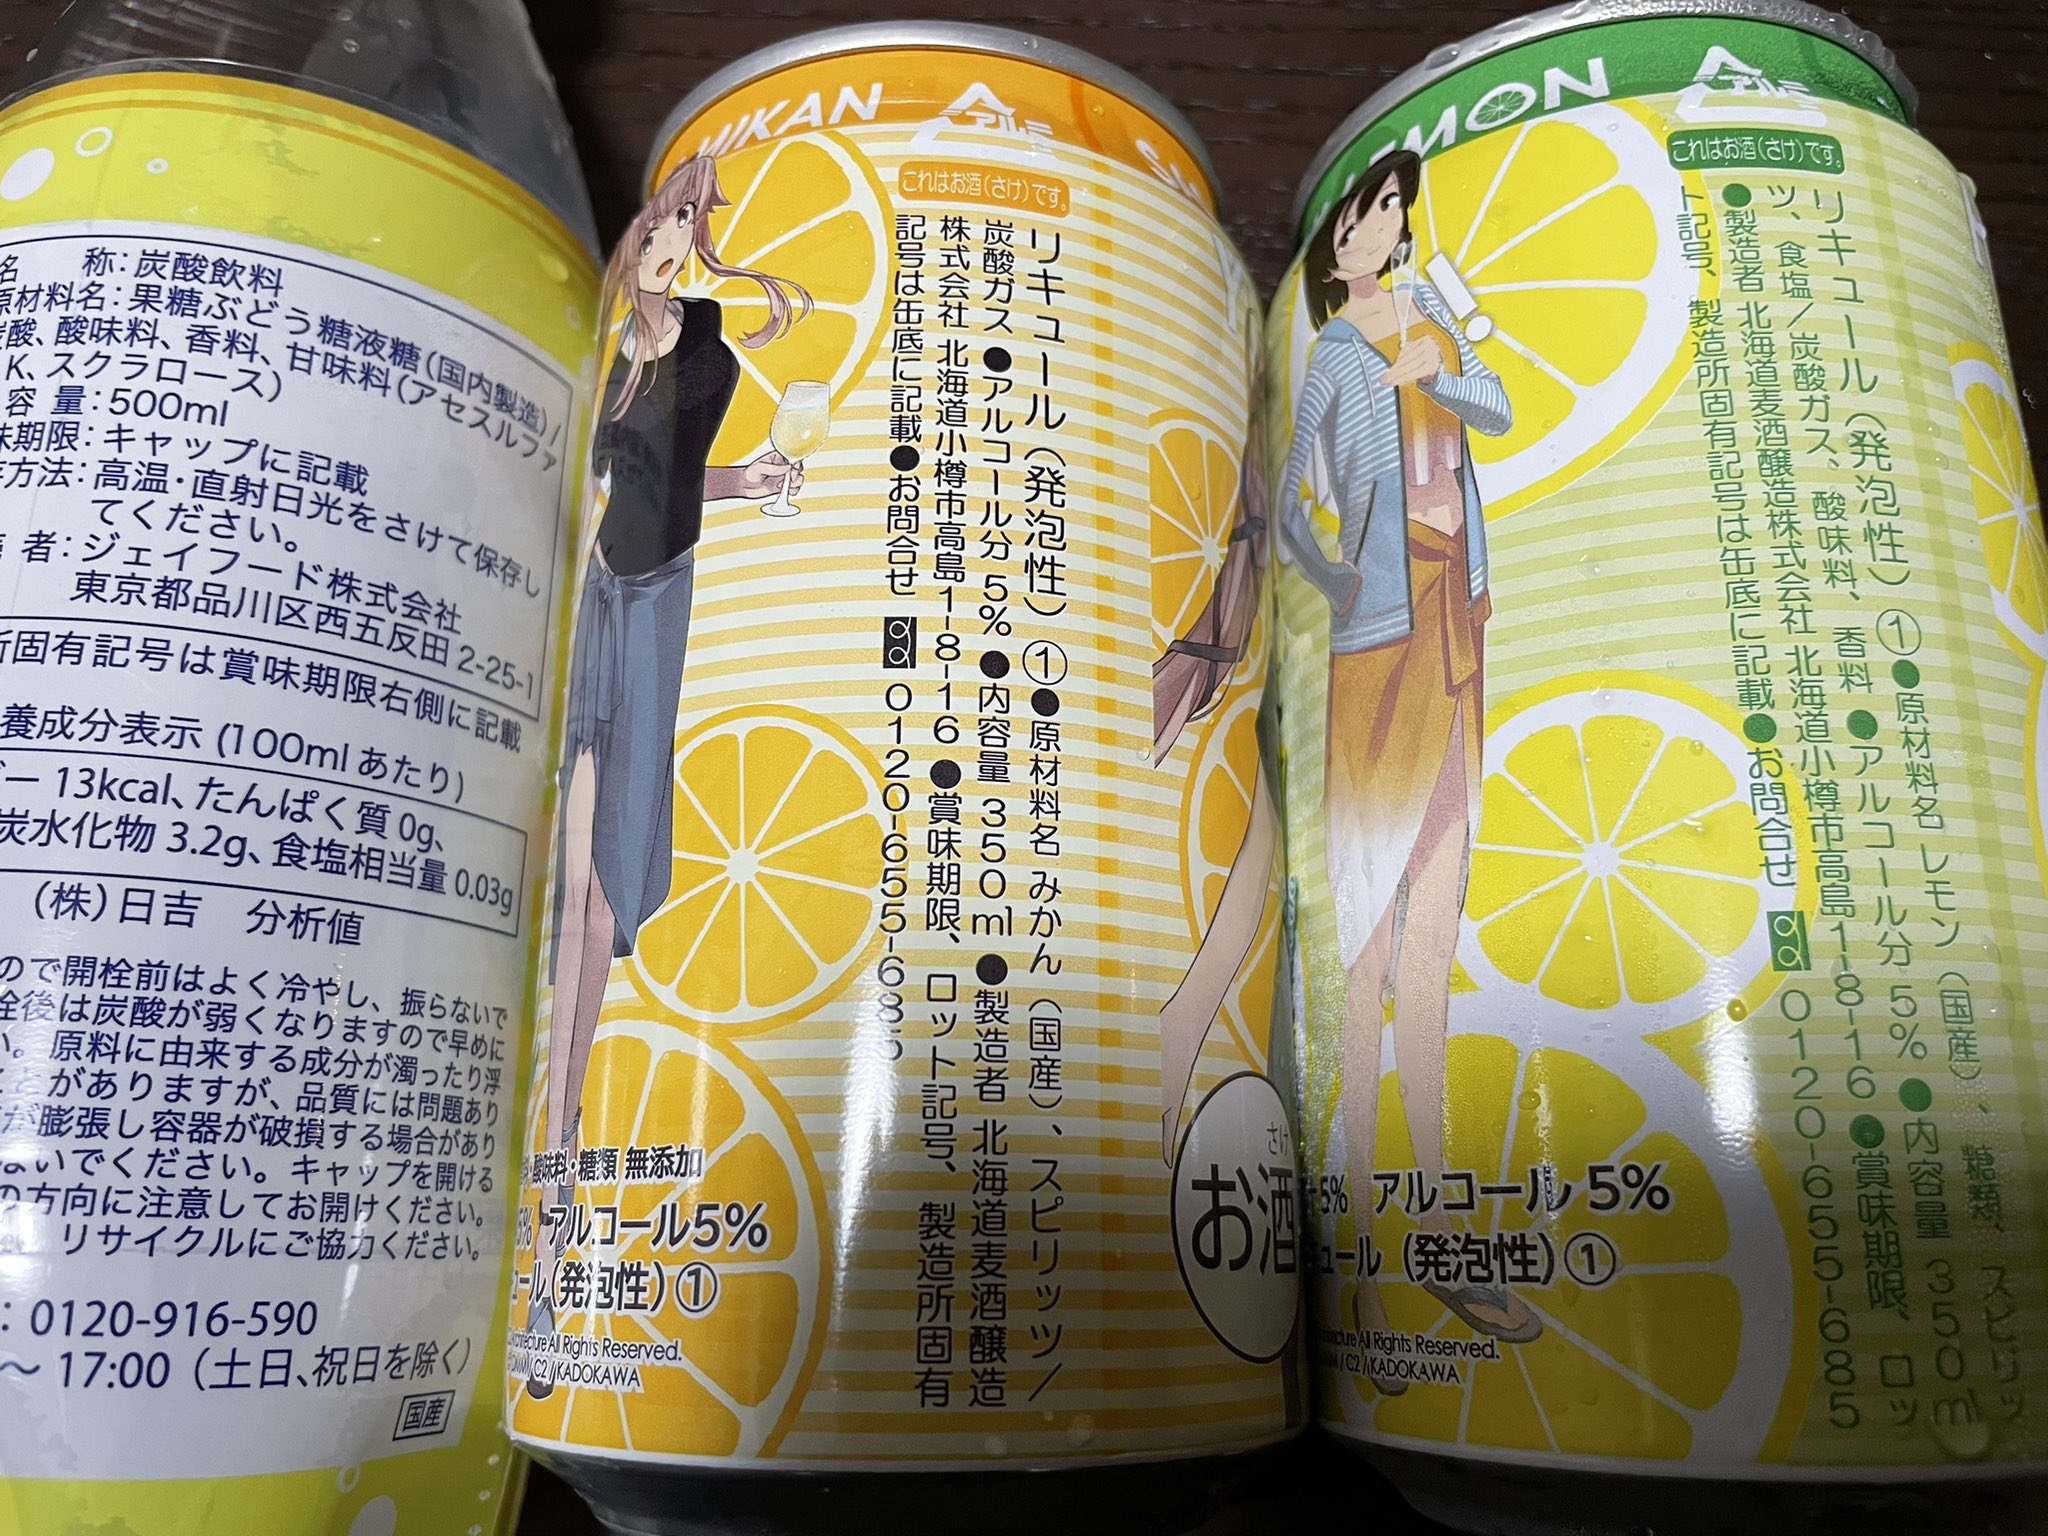 名 称：炭酸飲料
原材料名：果糖ぶどう糖液糖（国内製造）/
炭酸、酸味料、香料、甘味料（アセスルファ
K、スクラロース）
容 量：500ml
味期限：キャップに記載
方法：高温・直射日光をさけて保存し
てください。
者：ジェイフード株式会社
東京都品川区西五反田 2-25-1
所固有記号は賞味期限右側に記載
養成分表示 (100ml あたり)
ー 13kcal、たんぱく質 0g、
炭水化物 3.2g、食塩相当量 0.03g
(株) 日吉 分析値
ので開栓前はよく冷やし、振らないで
栓後は炭酸が弱くなりますので早めに
い。原料に由来する成分が濁ったり浮
ことがありますが、品質には問題あり
が膨張し容器が破損する場合があり
ないでください。キャップを開ける
の方向に注意してお開けください。
リサイクルにご協力ください。
：0120-916-590
～ 17:00（土日、祝日を除く）
国産
MIKAN
アルミ
これはお酒（さけ）です。
リキュール（発泡性）① ●原材料名 みかん（国産）、スピリッツ／
炭酸ガス ●アルコール分 5% ●内容量 350ml ●製造者 北海道麦酒醸造
株式会社 北海道小樽市高島1-8-16 ●賞味期限、ロット記号、製造所固有
記号は缶底に記載 ●お問合せ 0120-655-685
酸味料・糖類 無添加
5% アルコール5%
ュール（発泡性）①
Architecture All Rights Reserved.
/ C2 / KADOKAWA
さけ
お酒
LEMON
アルミ
これはお酒（さけ）です。
リキュール（発泡性）① ●原材料名 レモン（国産）、糖類、スピリッ
ツ、食塩／炭酸ガス、酸味料、香料 ●アルコール分 5% ●内容量 350ml
●製造者 北海道麦酒醸造株式会社 北海道小樽市高島1-8-16 ●賞味期限、ロッ
ト記号、製造所固有記号は缶底に記載 ●お問合せ 0120-655-685
5% アルコール 5%
ュール（発泡性）①
All Rights Reserved.
/ C2 / KADOKAWA